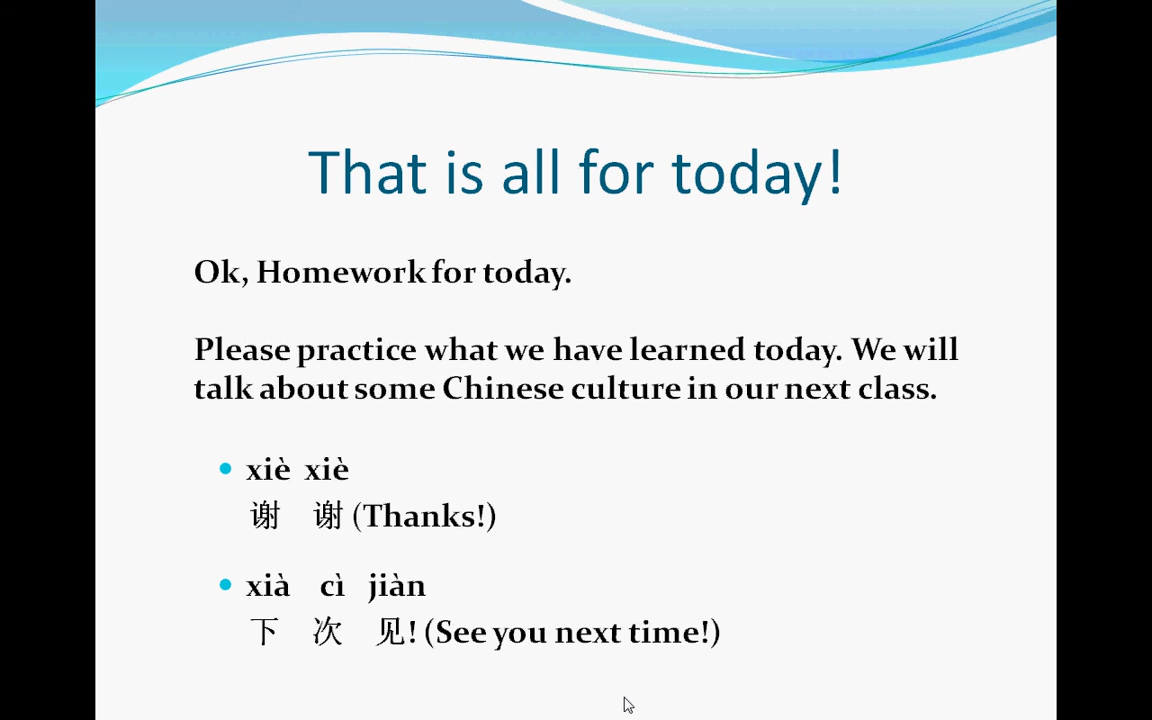 That is all for today!
Ok, Homework for today.
Please practice what we have learned today. We will
talk about some Chinese culture in our next class.
• xiè xiè
谢 谢 (Thanks!)
• xià cì jiàn
下 次 见! (See you next time!)